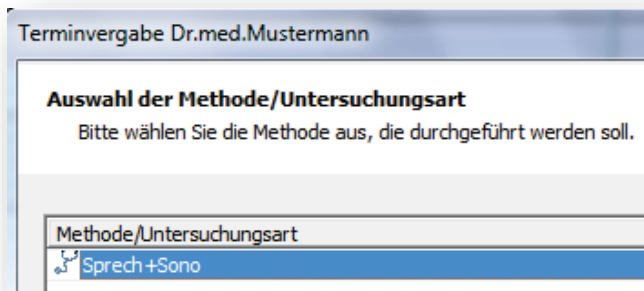 Terminvergabe Dr.med.Mustermann
Auswahl der Methode/Untersuchungsart
Bitte wählen Sie die Methode aus, die durchgeführt werden soll.
Methode/Untersuchungsart
Sprech+Sono